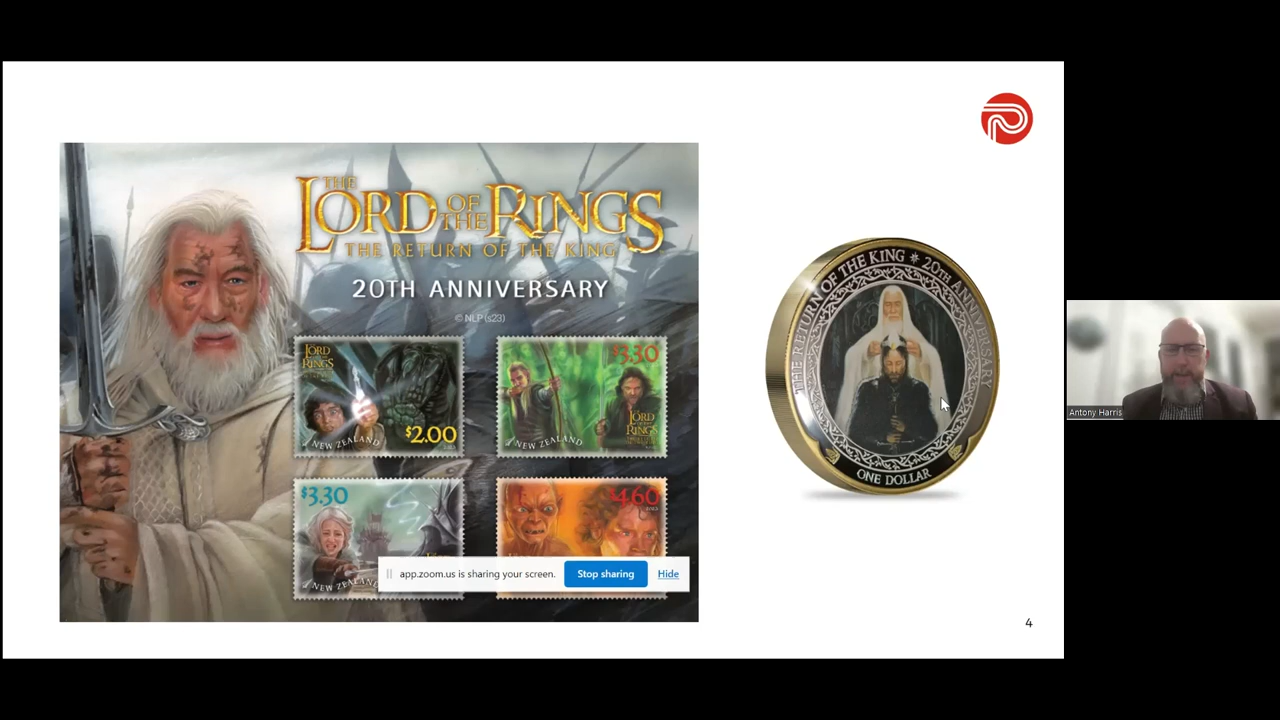 THE
LORD OF THE RINGS
THE RETURN OF THE KING
20TH ANNIVERSARY
© NLP (s23)
THE
LORD OF THE
RINGS
NEW ZEALAND
$2.00
2023
$3.30
LORD OF THE
RINGS
NEW ZEALAND
$3.30
NEW ZEALAND
$4.60
2023
app.zoom.us is sharing your screen.
Stop sharing
Hide
THE RETURN OF THE KING 20TH ANNIVERSARY
ONE DOLLAR
4
Antony Harris